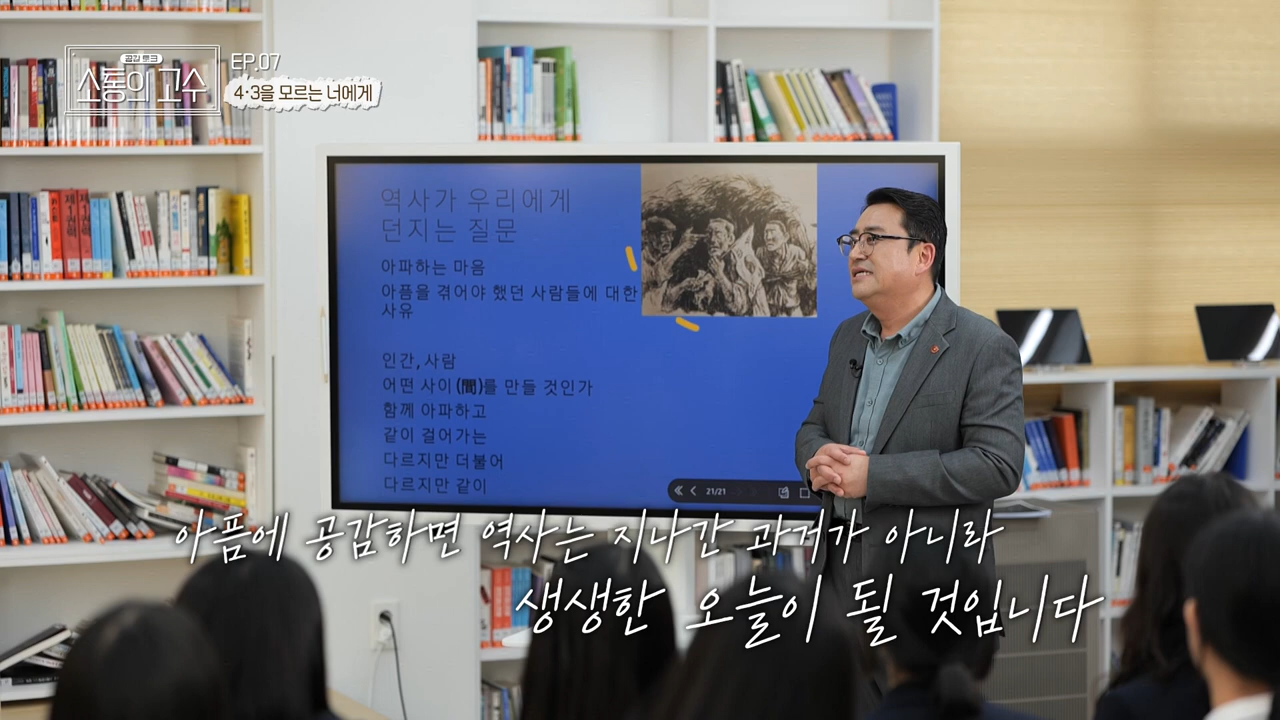 공감 토크
소통의 고수
EP.07
4·3을 모르는 너에게
역사가 우리에게
던지는 질문
아파하는 마음
아픔을 겪어야 했던 사람들에 대한
사유
인간, 사람
어떤 사이(間)를 만들 것인가
함께 아파하고
같이 걸어가는
다르지만 더불어
다르지만 같이
21/21
아픔에 공감하면 역사는 지나간 과거가 아니라
생생한 오늘이 될 것입니다